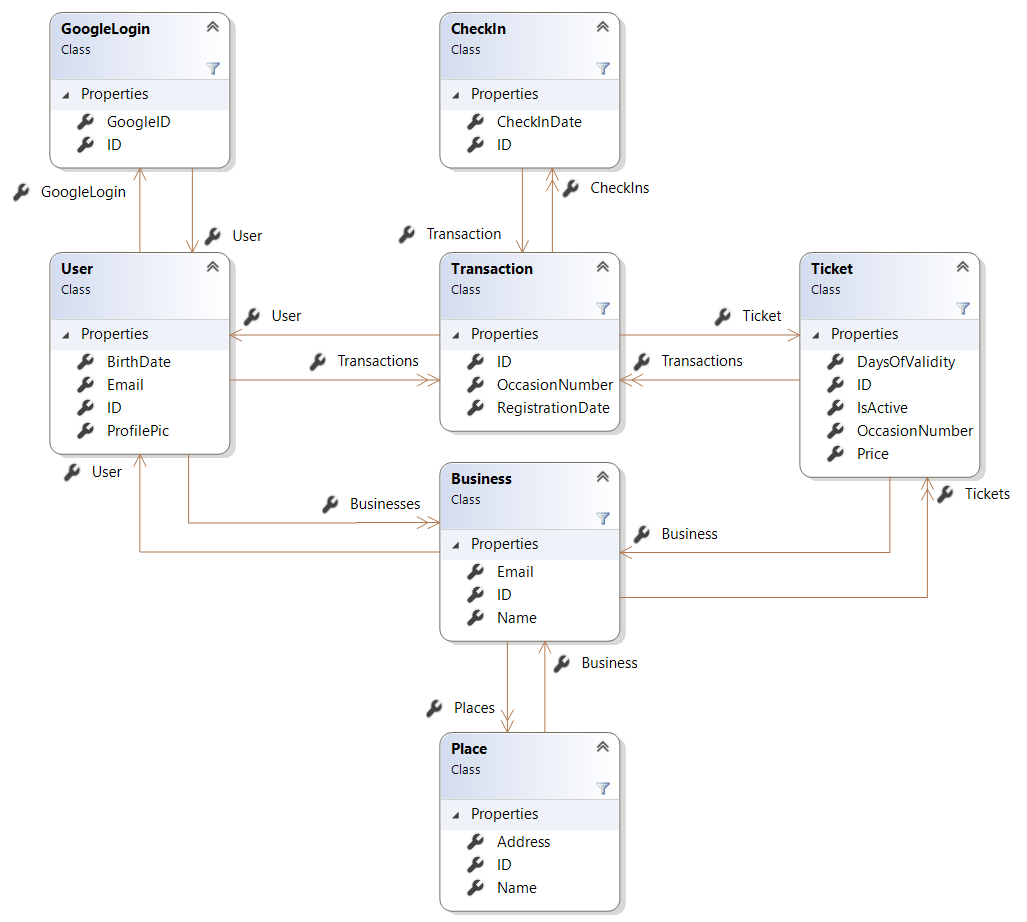 GoogleLogin
Class
Properties
GoogleID
ID
CheckIn
Class
Properties
CheckInDate
ID
GoogleLogin
User
Transaction
CheckIns
User
Class
Properties
BirthDate
Email
ID
ProfilePic
User
Transactions
Transaction
Class
Properties
ID
OccasionNumber
RegistrationDate
Ticket
Transactions
Ticket
Class
Properties
DaysOfValidity
ID
IsActive
OccasionNumber
Price
User
Businesses
Business
Class
Properties
Email
ID
Name
Business
Tickets
Places
Business
Place
Class
Properties
Address
ID
Name